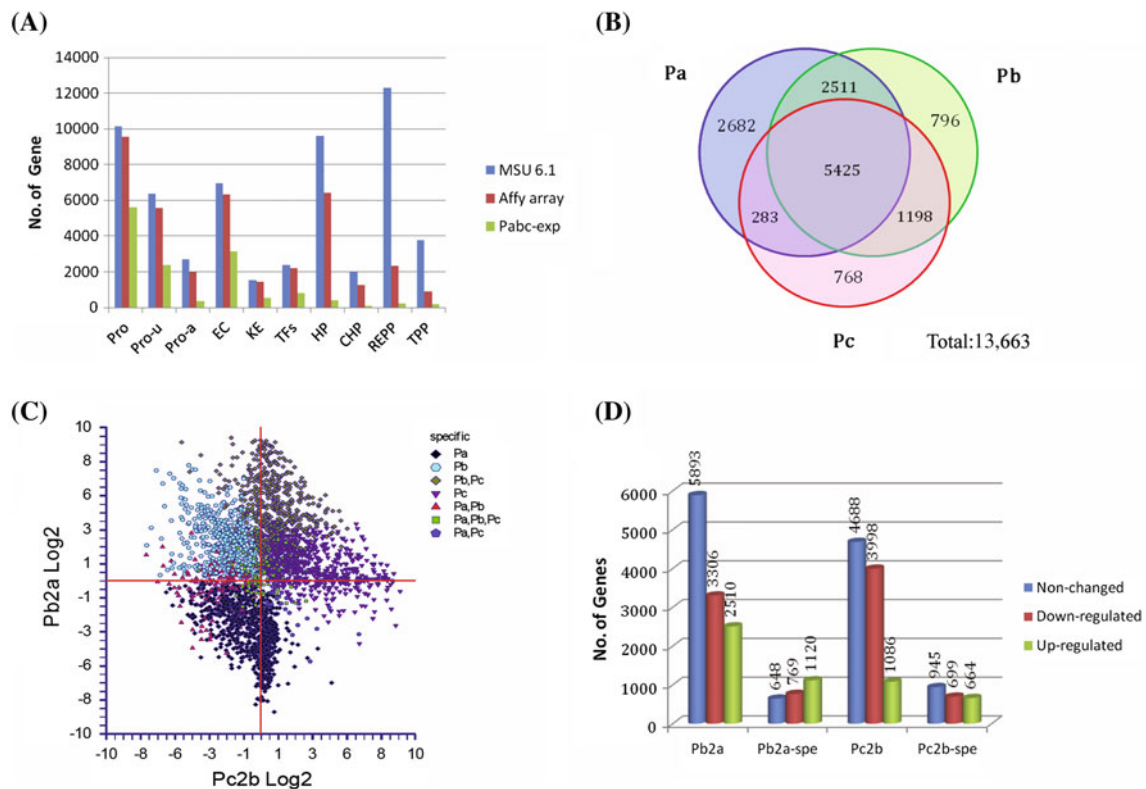 (A)
14000
12000
10000
8000
6000
4000
2000
0
No. of Gene
Pro
Pro-u
Pro-a
EC
KE
TFs
HP
CHP
REPP
TPP
MSU 6.1
Affy array
Pabc-exp
(B)
Pa
Pb
2511
2682
796
5425
283
1198
768
Pc
Total:13,663
(C)
10
8
6
3
1
-1
-3
-6
-8
-10
Pb2a Log2
-10
-8
-6
-3
-1
1
3
6
8
10
Pc2b Log2
specific
Pa
Pb
Pb,Pc
Pc
Pa,Pb
Pa,Pb,Pc
Pa,Pc
(D)
6000
5000
4000
3000
2000
1000
0
No. of Genes
5893
3306
2510
648
769
1120
4688
3998
1086
945
699
664
Pb2a
Pb2a-spe
Pc2b
Pc2b-spe
Non-changed
Down-regulated
Up-regulated